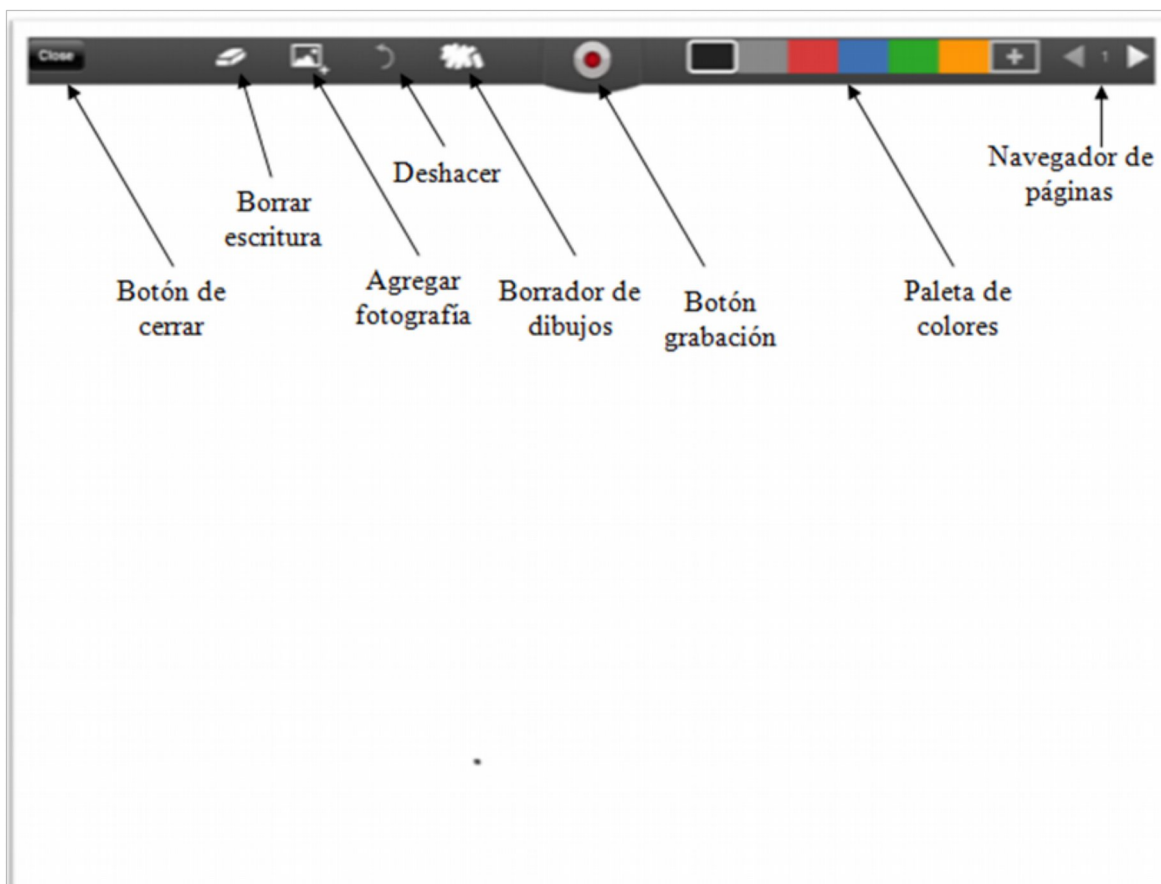 Close
1
Deshacer
Navegador de
páginas
Borrar
escritura
Botón de
cerrar
Agregar
fotografía
Borrador de
dibujos
Botón
grabación
Paleta de
colores